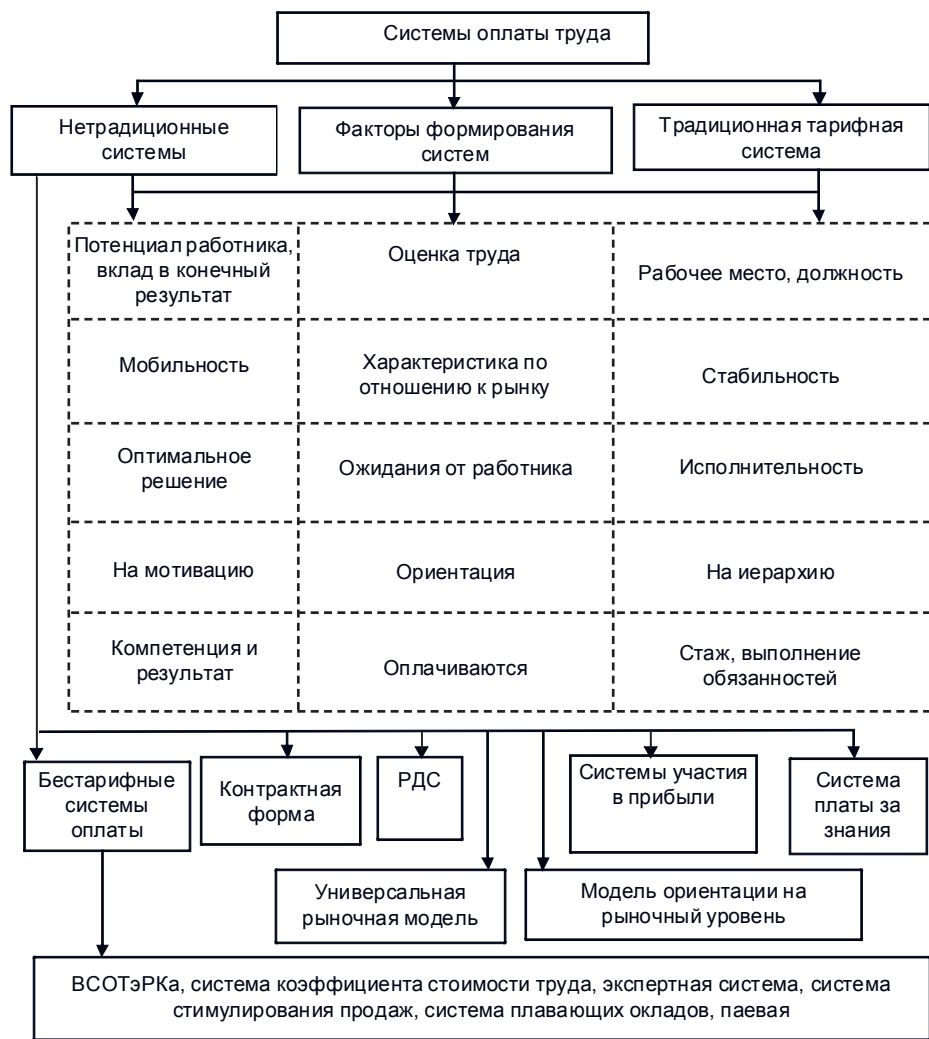 Системы оплаты труда
Нетрадиционные
системы
Факторы формирования
систем
Традиционная тарифная
система
Потенциал работника,
вклад в конечный
результат
Оценка труда
Рабочее место, должность
Мобильность
Характеристика по
отношению к рынку
Стабильность
Оптимальное
решение
Ожидания от работника
Исполнительность
На мотивацию
Ориентация
На иерархию
Компетенция и
результат
Оплачиваются
Стаж, выполнение
обязанностей
Бестарифные
системы
оплаты
Контрактная
форма
РДС
Системы участия
в прибыли
Система
платы за
знания
Универсальная
рыночная модель
Модель ориентации на
рыночный уровень
ВСОТэРКа, система коэффициента стоимости труда, экспертная система, система
стимулирования продаж, система плавающих окладов, паевая